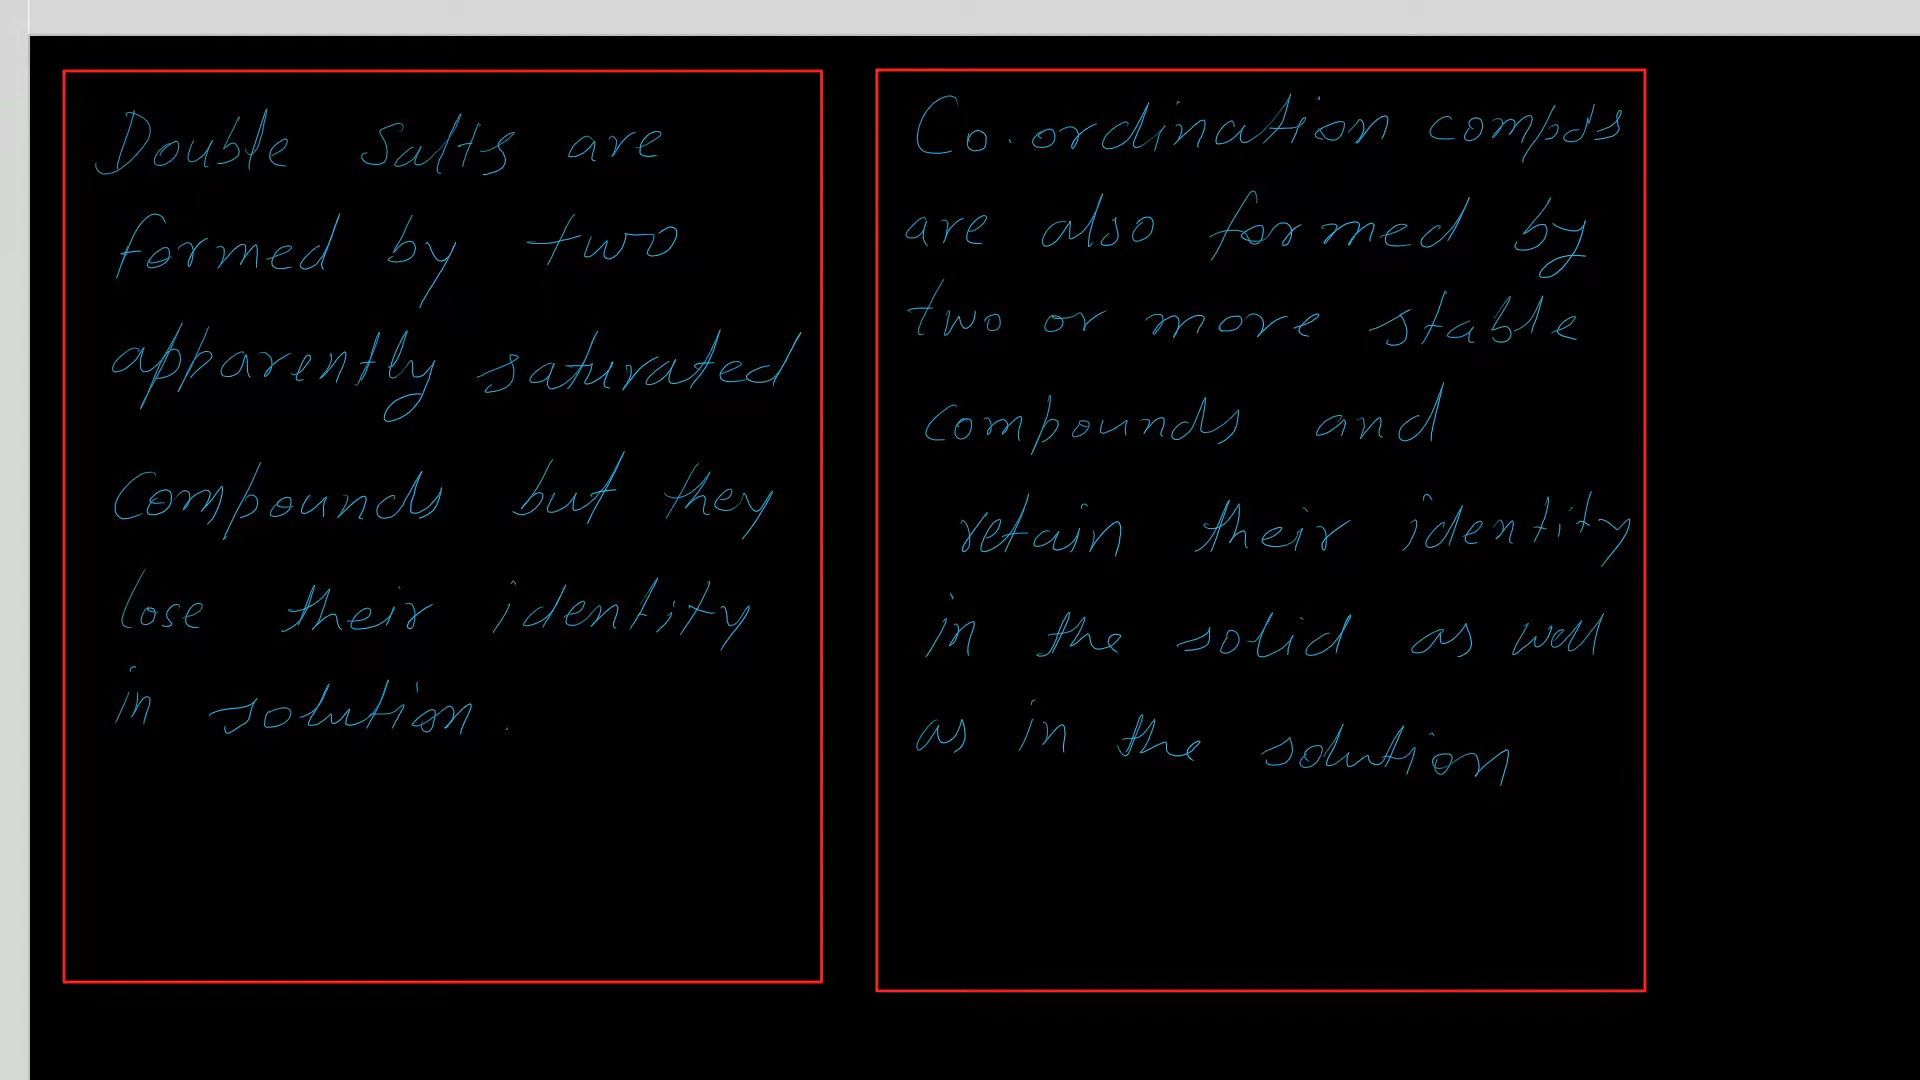 Double Salts are
formed by two
apparently saturated
Compounds but they
lose their identity
in solution.
Co.ordination compds
are also formed by
two or more stable
compounds and
retain their identity
in the solid as well
as in the solution